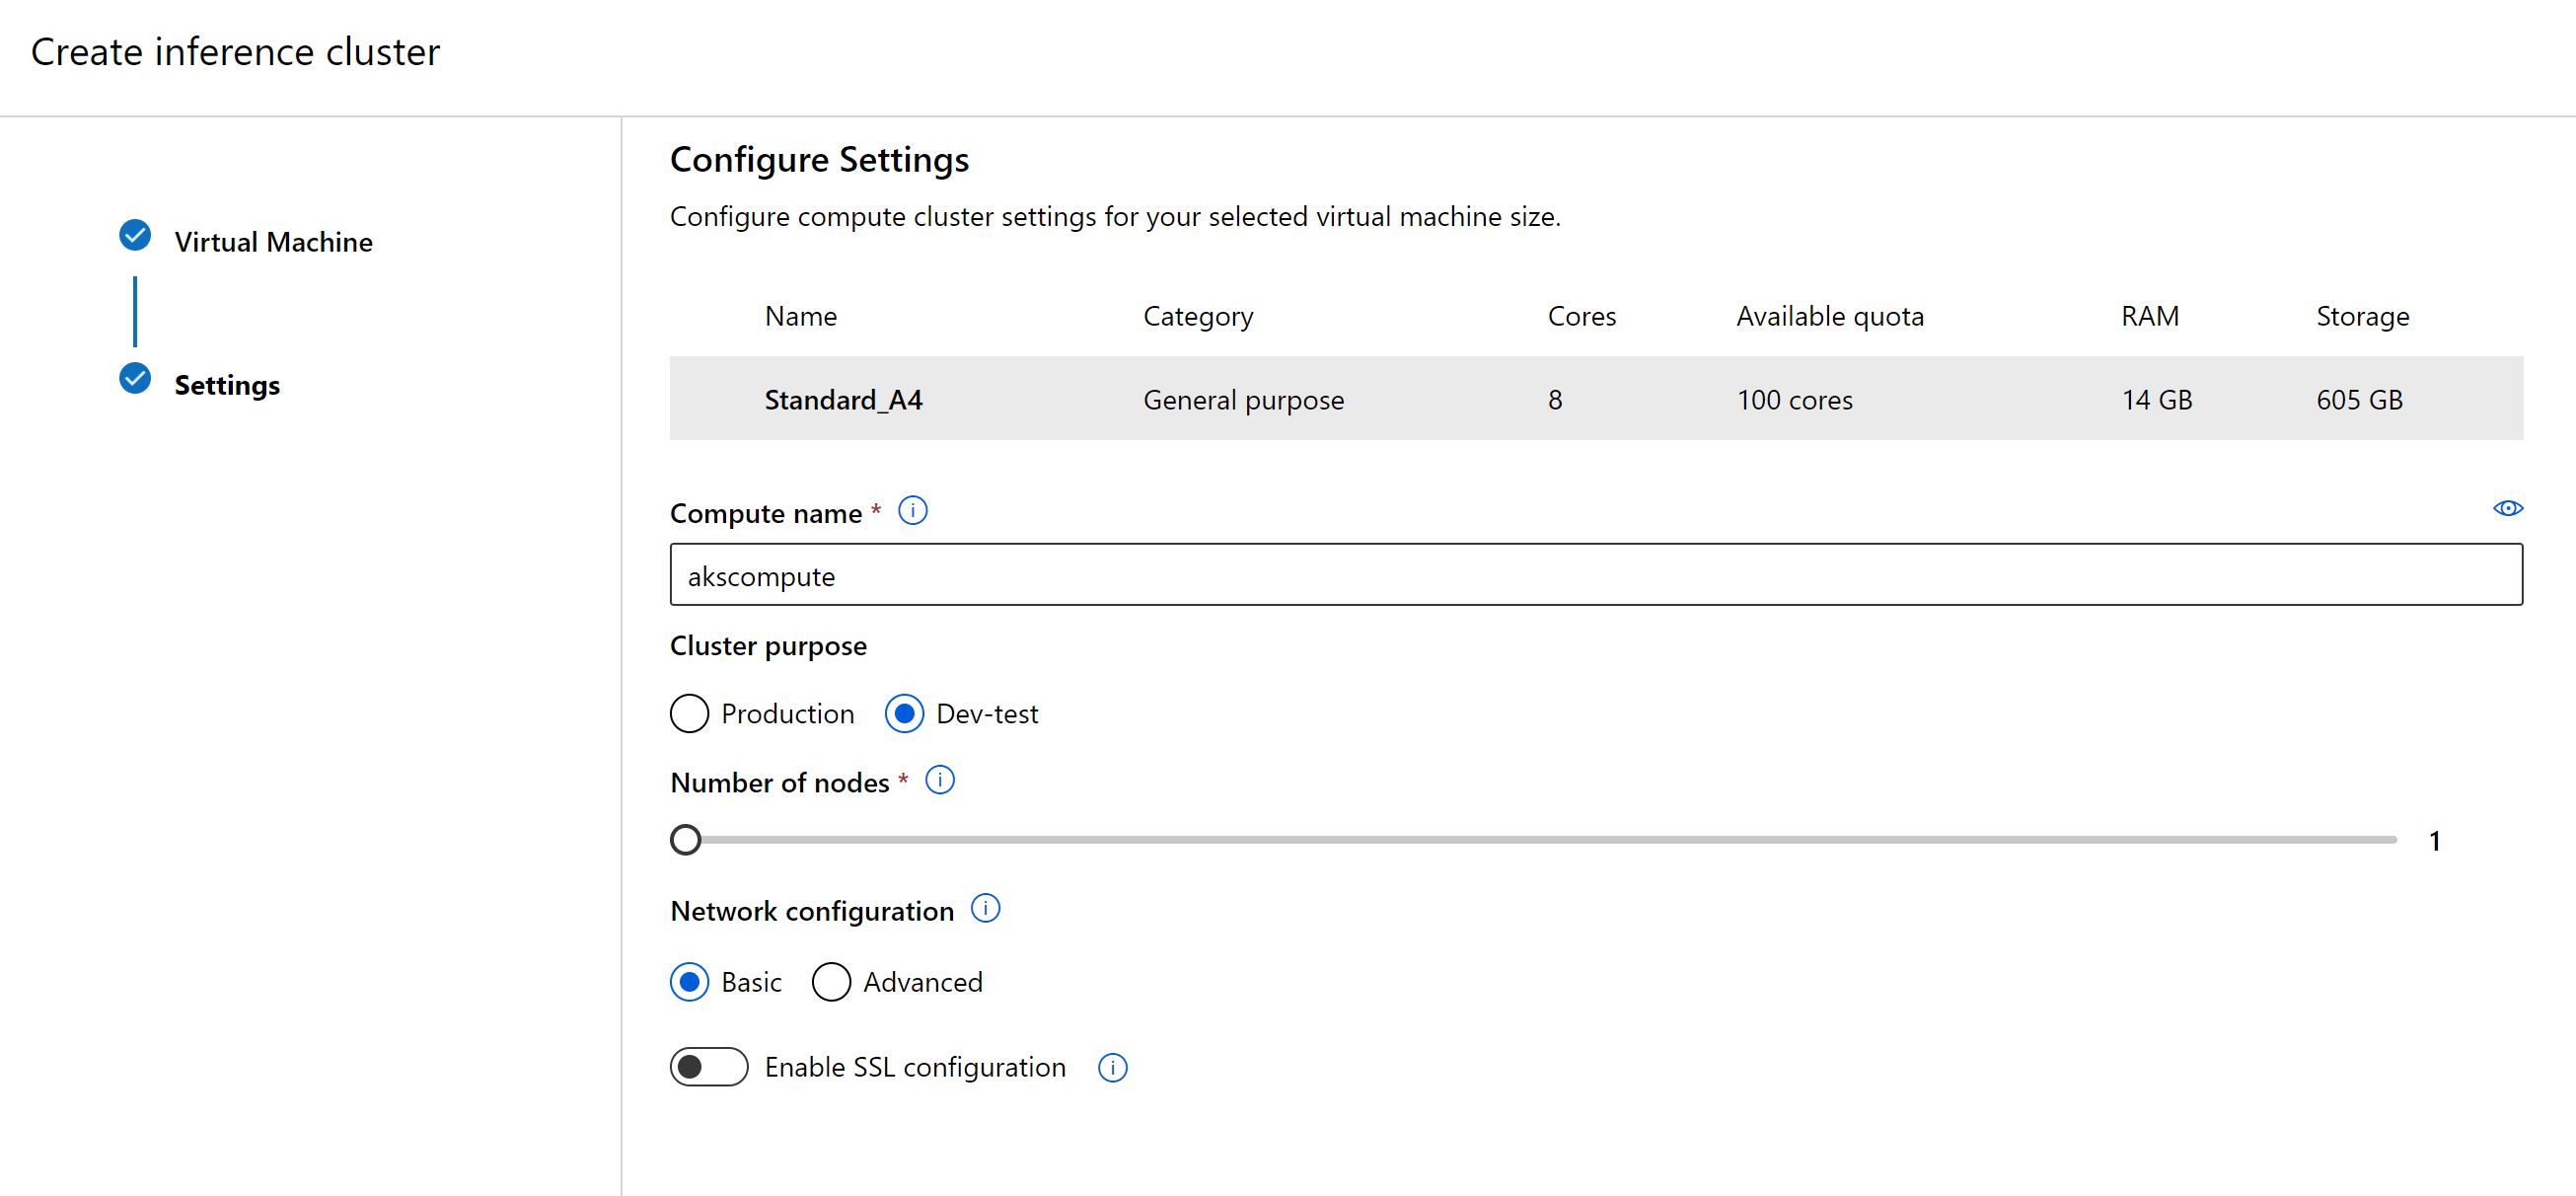 Create inference cluster
Virtual Machine
Settings
Configure Settings
Configure compute cluster settings for your selected virtual machine size.
Name Category Cores Available quota RAM Storage
Standard_A4 General purpose 8 100 cores 14 GB 605 GB
Compute name *
akscompute
Cluster purpose
Production Dev-test
Number of nodes *
1
Network configuration
Basic Advanced
Enable SSL configuration